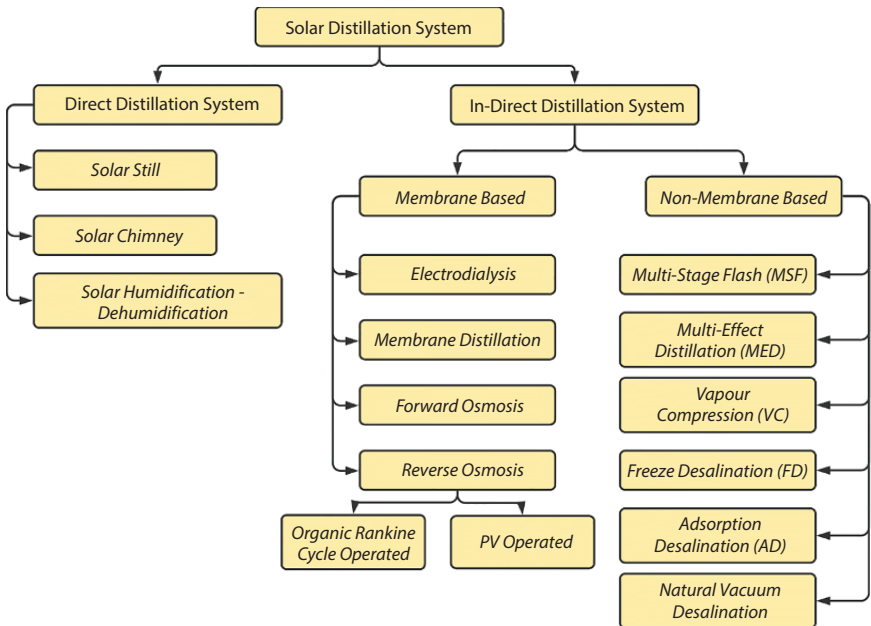 Solar Distillation System
Direct Distillation System
In-Direct Distillation System
Solar Still
Solar Chimney
Solar Humidification -
Dehumidification
Membrane Based
Non-Membrane Based
Electrodialysis
Membrane Distillation
Forward Osmosis
Reverse Osmosis
Organic Rankine
Cycle Operated
PV Operated
Multi-Stage Flash (MSF)
Multi-Effect
Distillation (MED)
Vapour
Compression (VC)
Freeze Desalination (FD)
Adsorption
Desalination (AD)
Natural Vacuum
Desalination